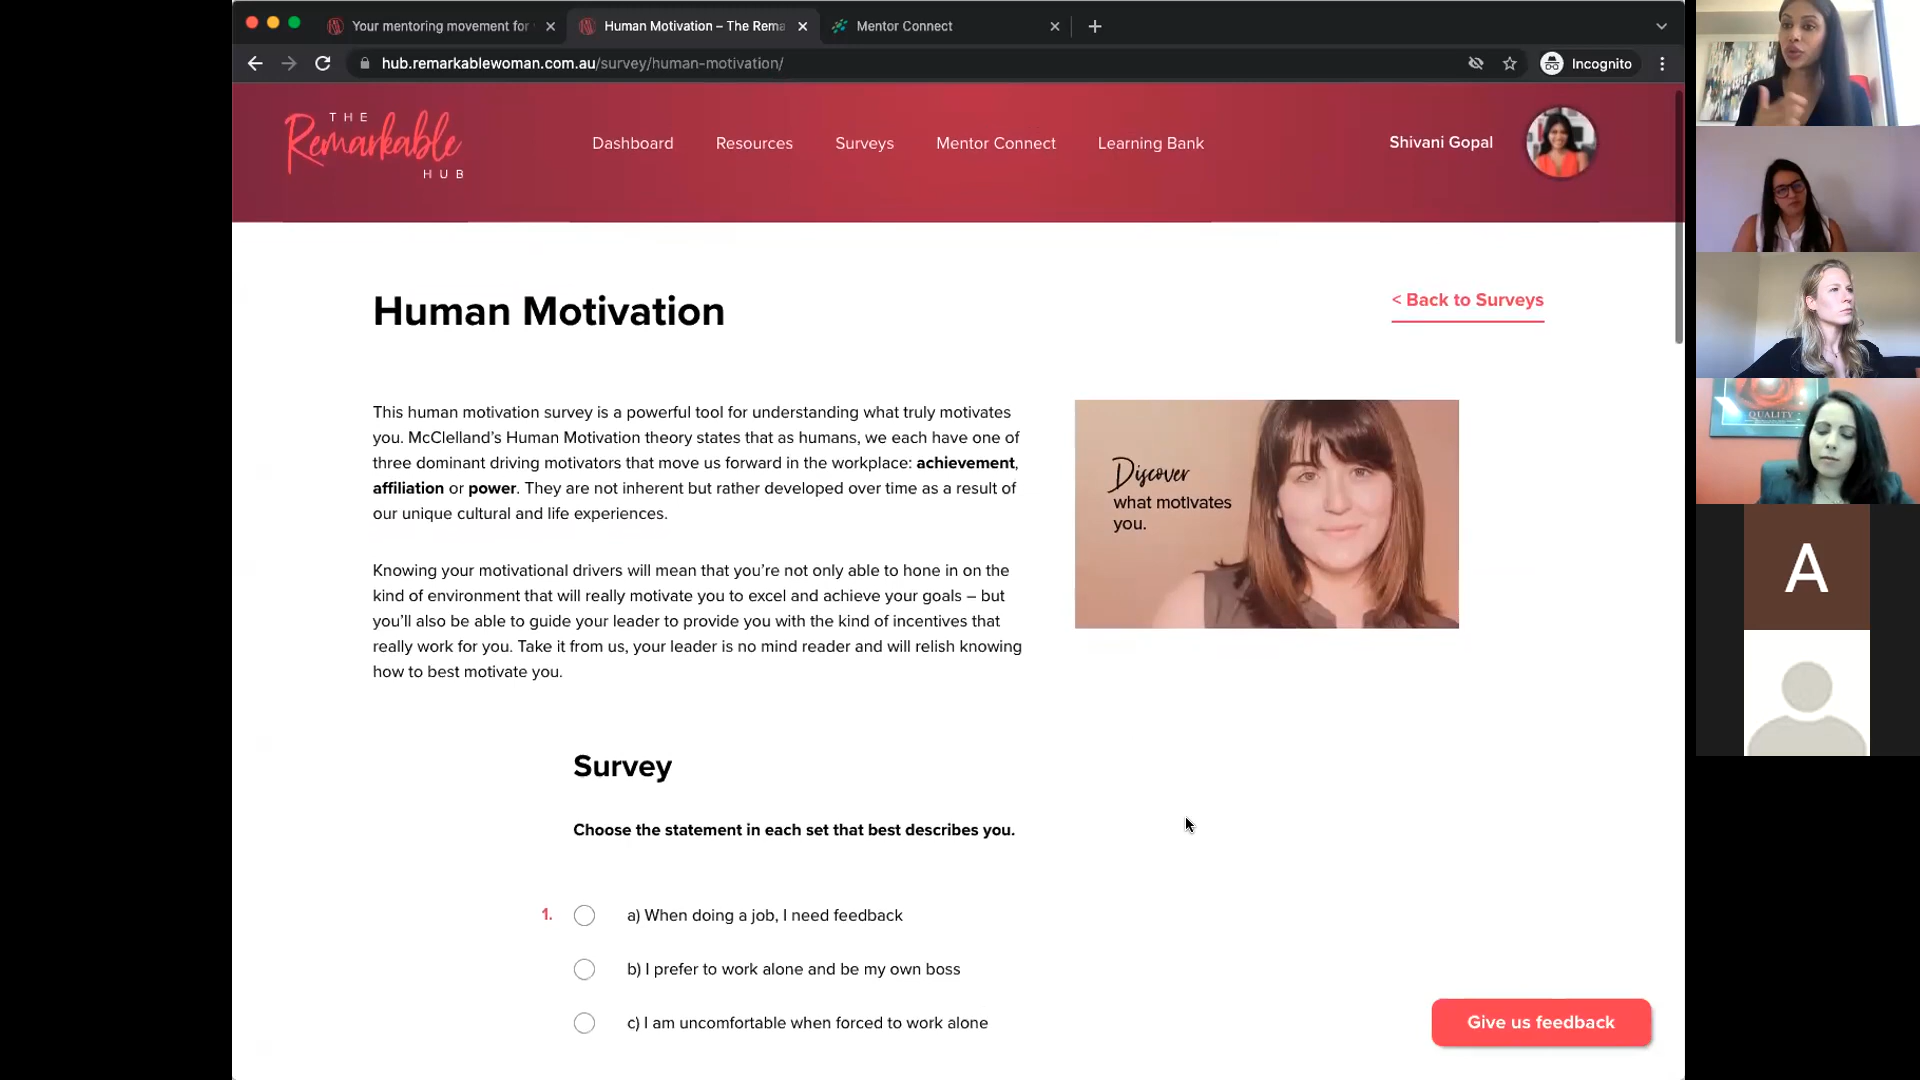 Your mentoring movement for
Human Motivation – The Rema
Mentor Connect
hub.remarkablewoman.com.au/survey/human-motivation/
Incognito
THE
Remarkable
HUB
Dashboard
Resources
Surveys
Mentor Connect
Learning Bank
Shivani Gopal
Human Motivation
< Back to Surveys
This human motivation survey is a powerful tool for understanding what truly motivates
you. McClelland’s Human Motivation theory states that as humans, we each have one of
three dominant driving motivators that move us forward in the workplace: achievement,
affiliation or power. They are not inherent but rather developed over time as a result of
our unique cultural and life experiences.
Knowing your motivational drivers will mean that you’re not only able to hone in on the
kind of environment that will really motivate you to excel and achieve your goals – but
you’ll also be able to guide your leader to provide you with the kind of incentives that
really work for you. Take it from us, your leader is no mind reader and will relish knowing
how to best motivate you.
Discover
what motivates
you.
Survey
Choose the statement in each set that best describes you.
1.
a) When doing a job, I need feedback
b) I prefer to work alone and be my own boss
c) I am uncomfortable when forced to work alone
Give us feedback
QUALITY
A